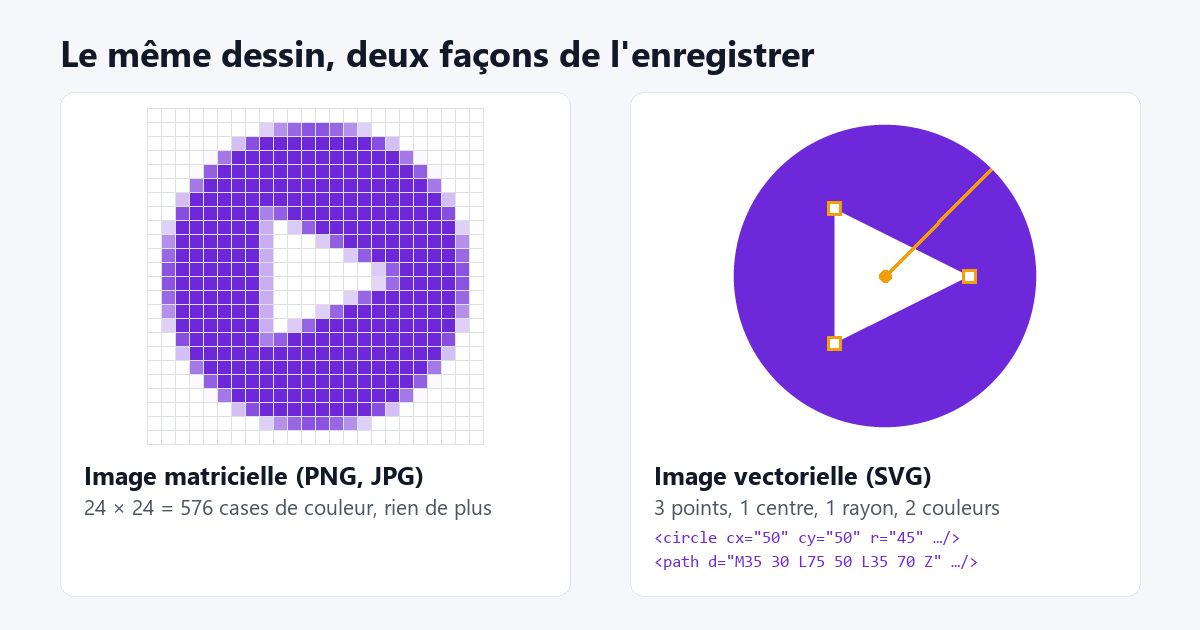 Le même dessin, deux façons de l'enregistrer
Image matricielle (PNG, JPG)
24 × 24 = 576 cases de couleur, rien de plus
Image vectorielle (SVG)
3 points, 1 centre, 1 rayon, 2 couleurs
<circle cx="50" cy="50" r="45" …/>
<path d="M35 30 L75 50 L35 70 Z" …/>